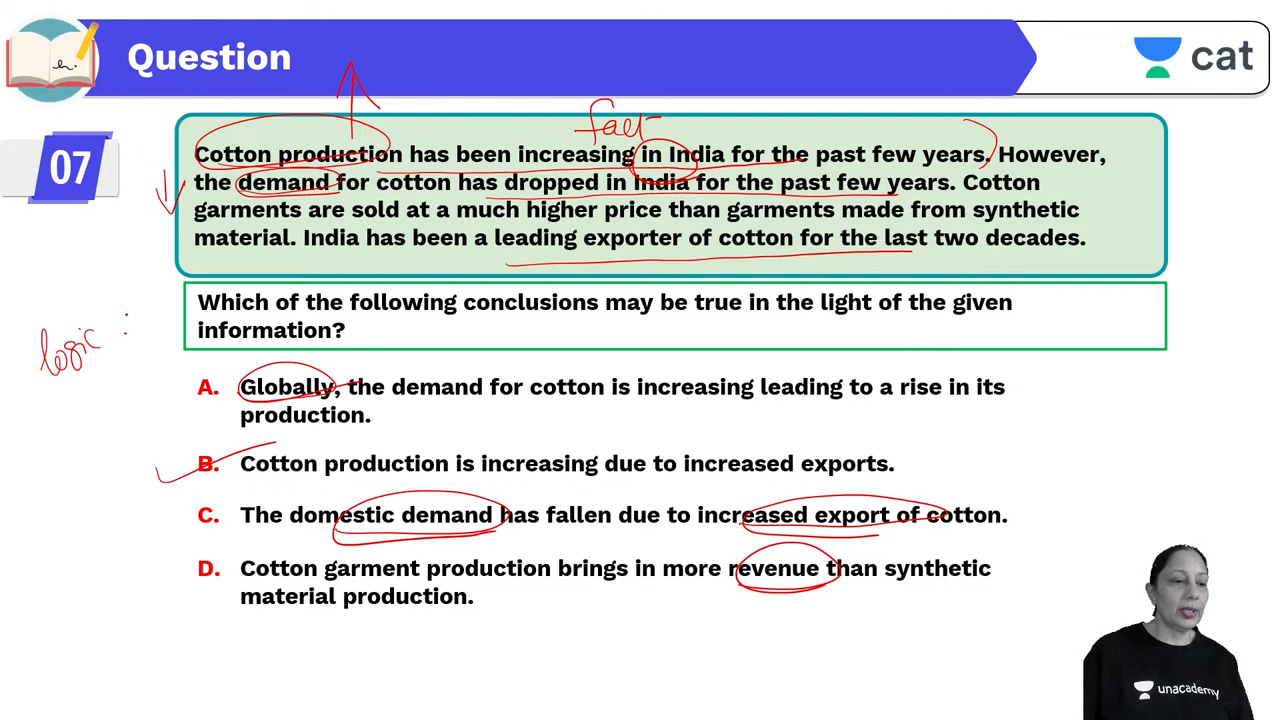 Question
cat
fact
07
Cotton production has been increasing in India for the past few years. However,
the demand for cotton has dropped in India for the past few years. Cotton
garments are sold at a much higher price than garments made from synthetic
material. India has been a leading exporter of cotton for the last two decades.
Which of the following conclusions may be true in the light of the given
information?
logic :
A. Globally, the demand for cotton is increasing leading to a rise in its
production.
B. Cotton production is increasing due to increased exports.
C. The domestic demand has fallen due to increased export of cotton.
D. Cotton garment production brings in more revenue than synthetic
material production.
unacademy